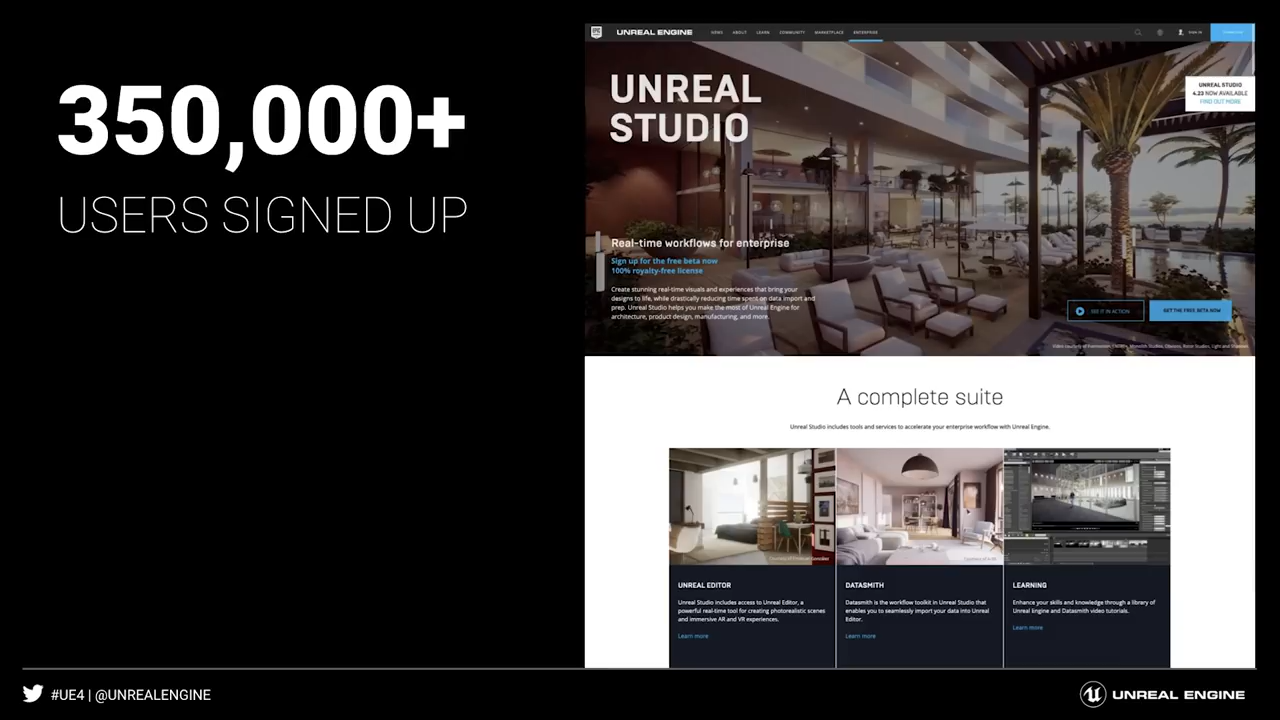 350,000+
USERS SIGNED UP
UNREAL ENGINE
NEWS ABOUT LEARN COMMUNITY MARKETPLACE ENTERPRISE
SIGN IN
UNREAL
STUDIO
UNREAL STUDIO
4.23 NOW AVAILABLE
FIND OUT MORE
Real-time workflows for enterprise
Sign up for the free beta now
100% royalty-free license
Create stunning real-time visuals and experiences that bring your
designs to life, while drastically reducing time spent on data import and
prep. Unreal Studio helps you make the most of Unreal Engine for
architecture, product design, manufacturing, and more.
SEE IT IN ACTION
GET THE FREE BETA NOW
Video courtesy of
A complete suite
Unreal Studio includes tools and services to accelerate your enterprise workflow with Unreal Engine.
UNREAL EDITOR
Unreal Studio includes access to Unreal Editor, a
powerful real-time tool for creating photorealistic scenes
and immersive AR and VR experiences.
Learn more
DATASMITH
Datasmith is the workflow toolkit in Unreal Studio that
enables you to seamlessly import your data into Unreal
Editor.
Learn more
LEARNING
Enhance your skills and knowledge through a library of
Unreal Engine and Datasmith video tutorials.
Learn more
#UE4 | @UNREALENGINE
UNREAL ENGINE